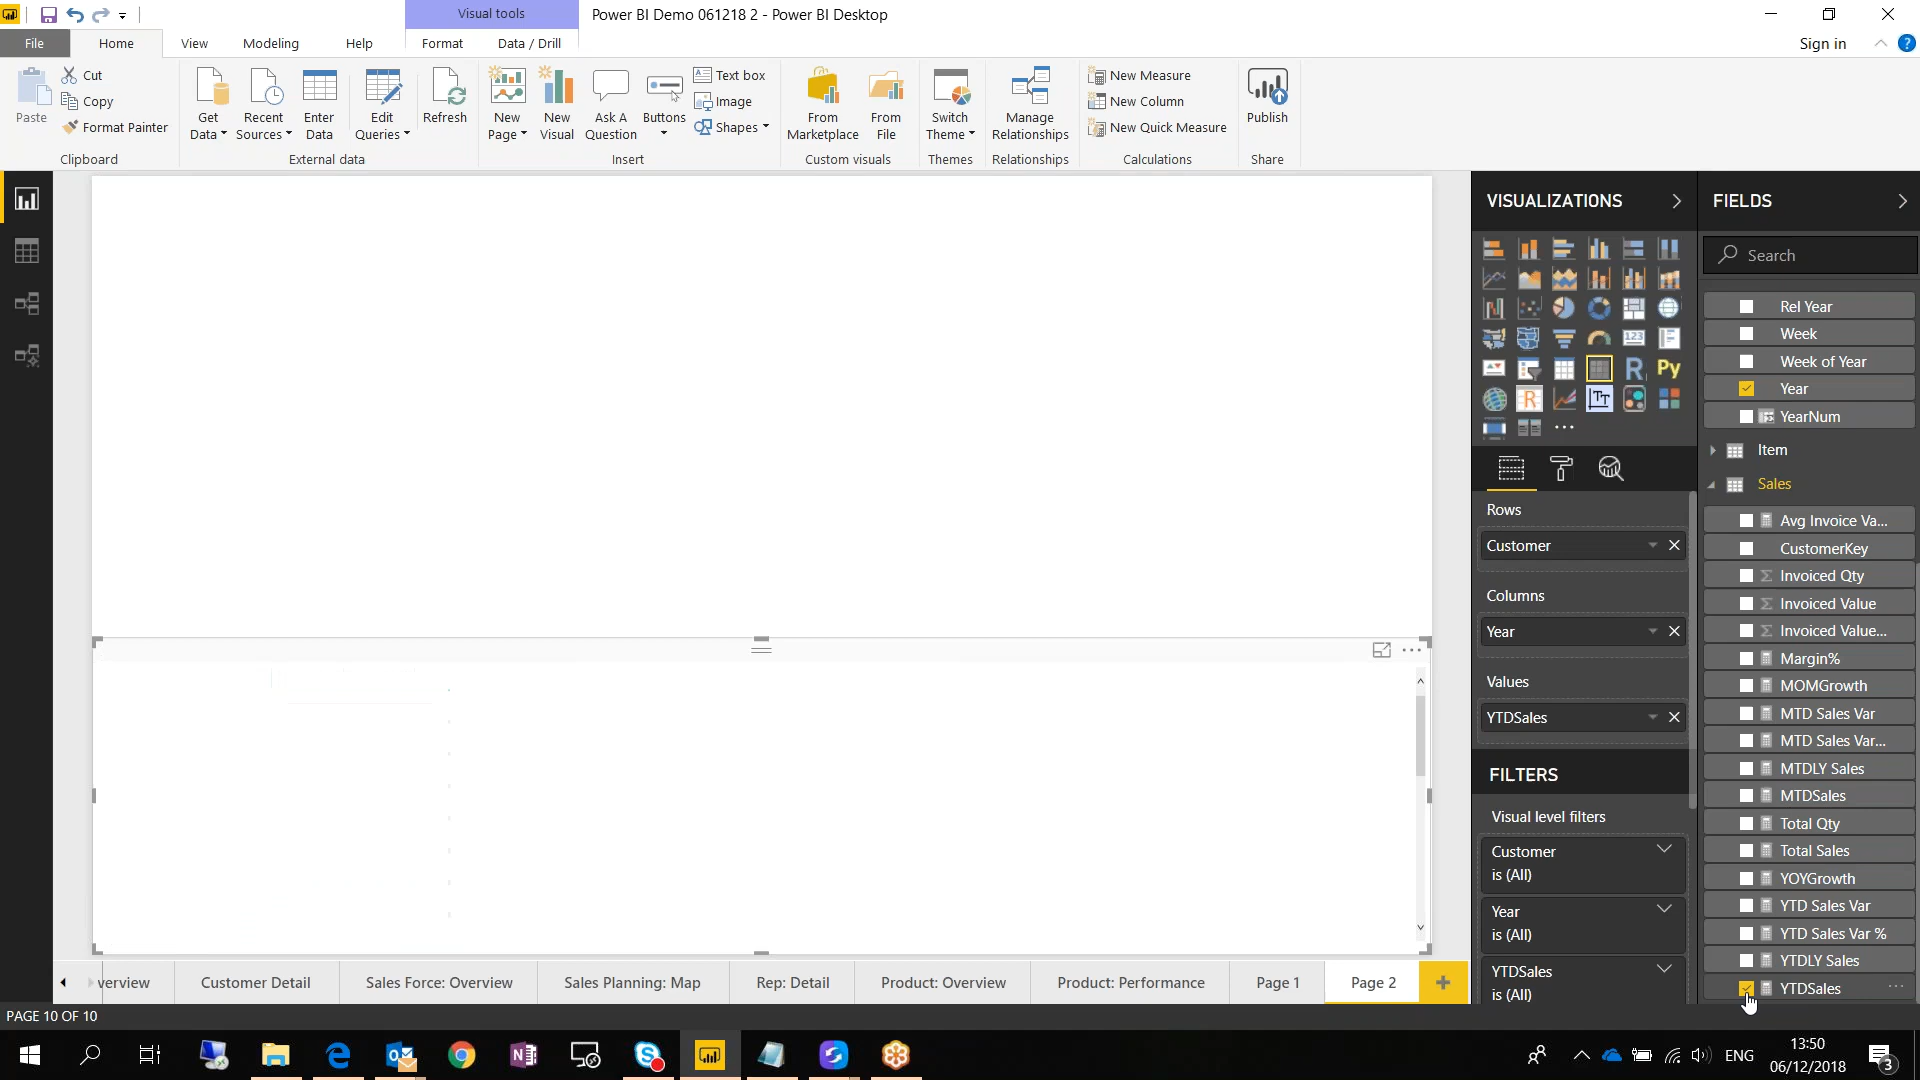 Visual tools
Power BI Demo 061218 2 - Power BI Desktop
File
Home
View
Modeling
Help
Format
Data / Drill
Sign in
?
Paste
Cut
Copy
Format Painter
Clipboard
Get Data
Recent Sources
Enter Data
Edit Queries
Refresh
External data
New Page
New Visual
Ask A Question
Buttons
Text box
Image
Shapes
Insert
From Marketplace
From File
Custom visuals
Switch Theme
Themes
Manage Relationships
Relationships
New Measure
New Column
New Quick Measure
Calculations
Publish
Share
VISUALIZATIONS
123
R
Py
R
Rows
Customer
Columns
Year
Values
YTDSales
FILTERS
Visual level filters
Customer
is (All)
Year
is (All)
YTDSales
is (All)
FIELDS
Search
Rel Year
Week
Week of Year
Year
YearNum
Item
Sales
Avg Invoice Va...
CustomerKey
Invoiced Qty
Invoiced Value
Invoiced Value...
Margin%
MOMGrowth
MTD Sales Var
MTD Sales Var...
MTDLY Sales
MTDSales
Total Qty
Total Sales
YOYGrowth
YTD Sales Var
YTD Sales Var %
YTDLY Sales
YTDSales
verview
Customer Detail
Sales Force: Overview
Sales Planning: Map
Rep: Detail
Product: Overview
Product: Performance
Page 1
Page 2
PAGE 10 OF 10
ENG
13:50
06/12/2018
3